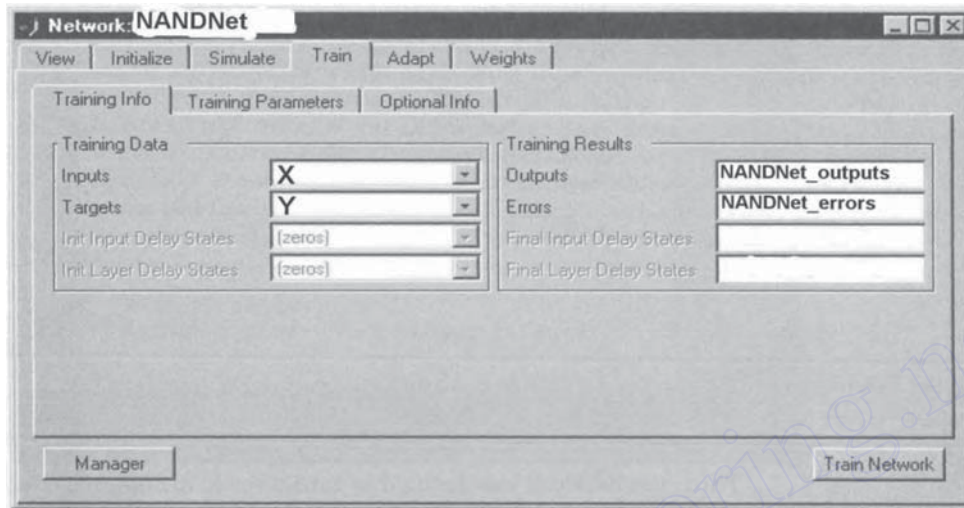 Network: NANDNet
View Initialize Simulate Train Adapt Weights
Training Info Training Parameters Optional Info
Training Data
Inputs X
Targets Y
Init Input Delay States (zeros)
Init Layer Delay States (zeros)
Training Results
Outputs NANDNet_outputs
Errors NANDNet_errors
Final Input Delay States
Final Layer Delay States
Manager
Train Network
ring.n